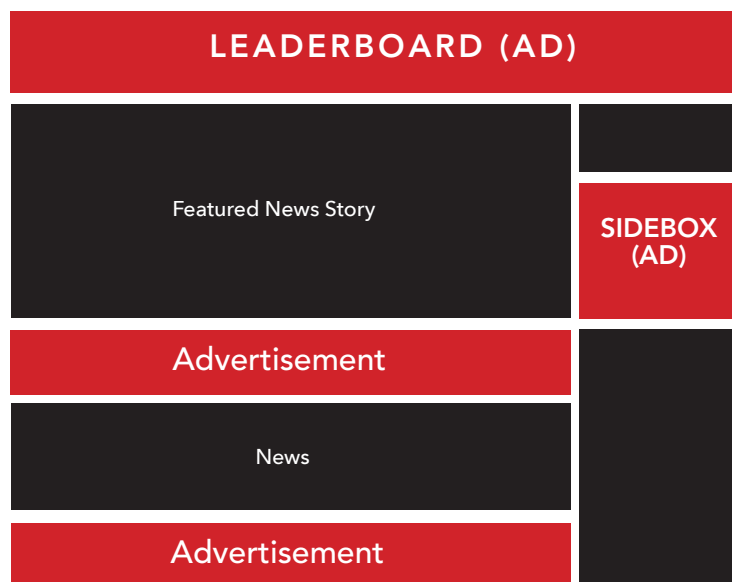 LEADERBOARD (AD)
Featured News Story
SIDEBOX
(AD)
Advertisement
News
Advertisement